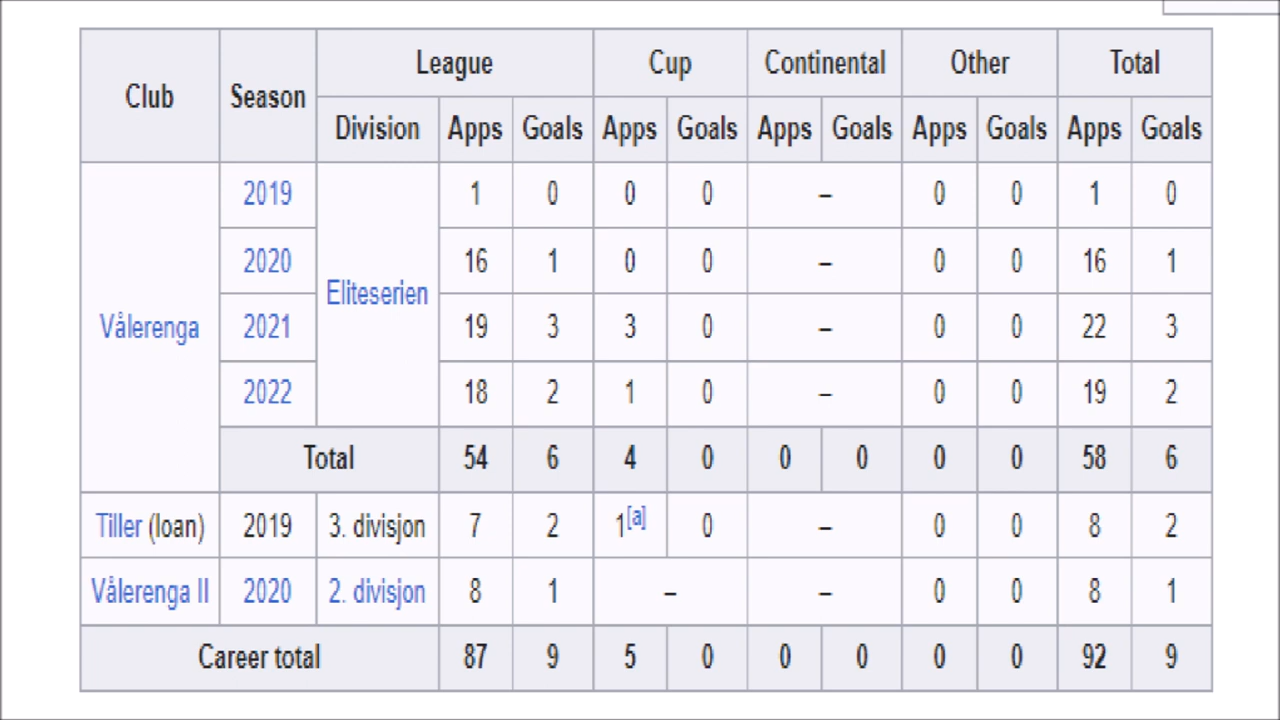 Club Season League Cup Continental Other Total
Division Apps Goals Apps Goals Apps Goals Apps Goals Apps Goals
Vålerenga 2019 Eliteserien 1 0 0 0 – 0 0 1 0
2020 16 1 0 0 – 0 0 16 1
2021 19 3 3 0 – 0 0 22 3
2022 18 2 1 0 – 0 0 19 2
Total 54 6 4 0 0 0 0 0 58 6
Tiller (loan) 2019 3. divisjon 7 2 1[a] 0 – 0 0 8 2
Vålerenga II 2020 2. divisjon 8 1 – – 0 0 8 1
Career total 87 9 5 0 0 0 0 0 92 9